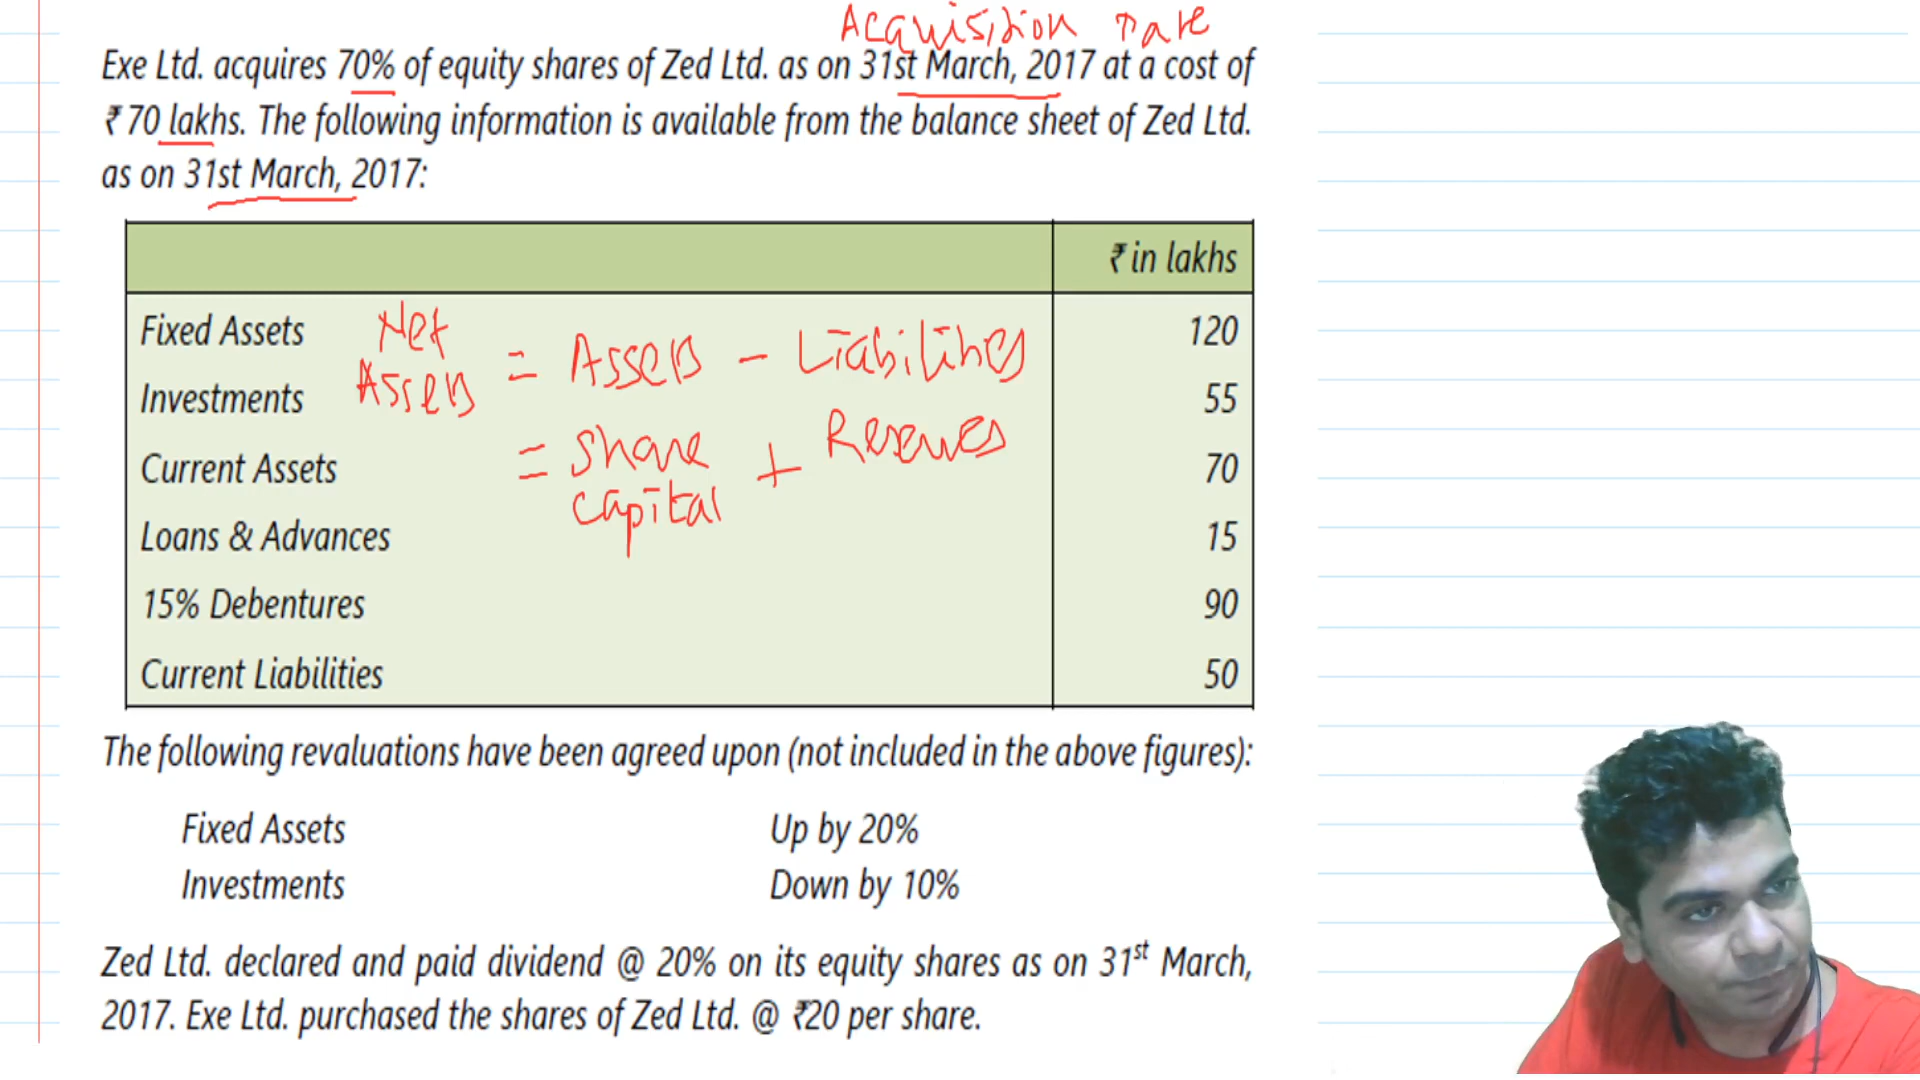 Acquisition Date
Exe Ltd. acquires 70% of equity shares of Zed Ltd. as on 31st March, 2017 at a cost of
₹ 70 lakhs. The following information is available from the balance sheet of Zed Ltd.
as on 31st March, 2017:
₹ in lakhs
Fixed Assets 120
Net Assets = Assets - Liabilities
Investments 55
= Share capital + Reserves
Current Assets 70
Loans & Advances 15
15% Debentures 90
Current Liabilities 50
The following revaluations have been agreed upon (not included in the above figures):
Fixed Assets Up by 20%
Investments Down by 10%
Zed Ltd. declared and paid dividend @ 20% on its equity shares as on 31st March,
2017. Exe Ltd. purchased the shares of Zed Ltd. @ ₹20 per share.